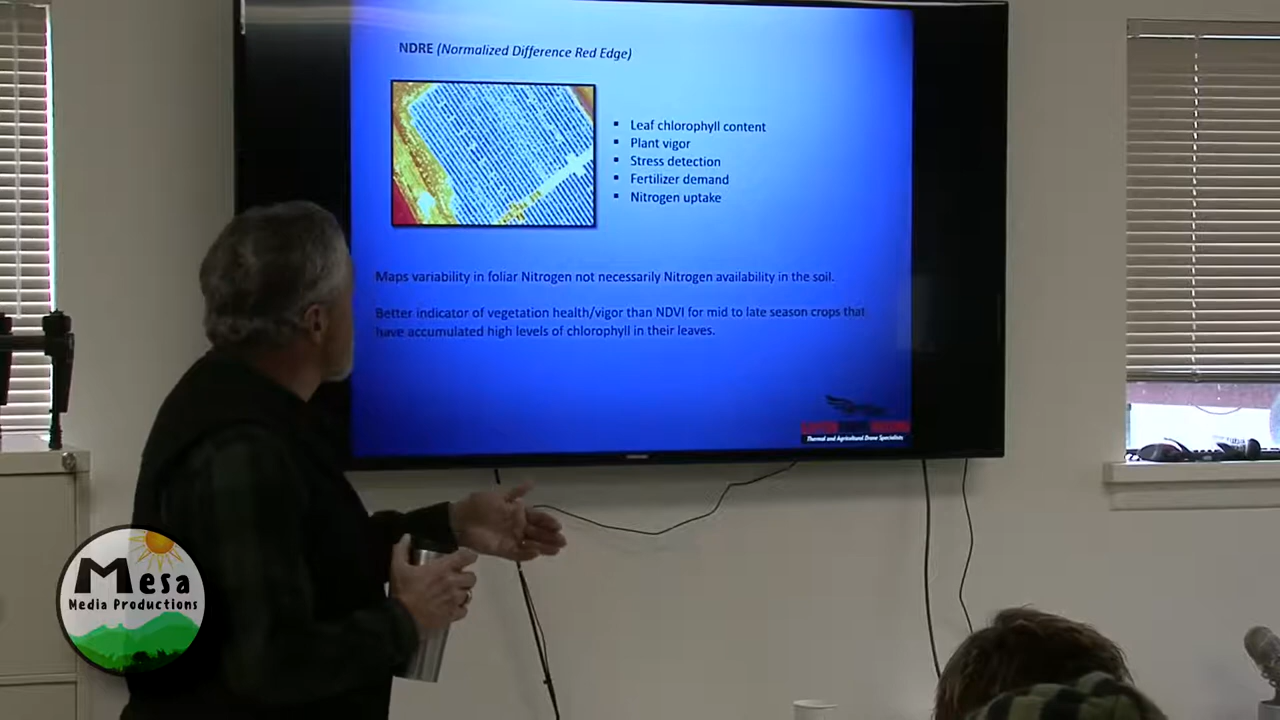 NDRE (Normalized Difference Red Edge)
▪ Leaf chlorophyll content
▪ Plant vigor
▪ Stress detection
▪ Fertilizer demand
▪ Nitrogen uptake
Maps variability in foliar Nitrogen not necessarily Nitrogen availability in the soil.
Better indicator of vegetation health/vigor than NDVI for mid to late season crops that
have accumulated high levels of chlorophyll in their leaves.
Thermal and Agricultural Drone Specialists
Mesa
Media Productions